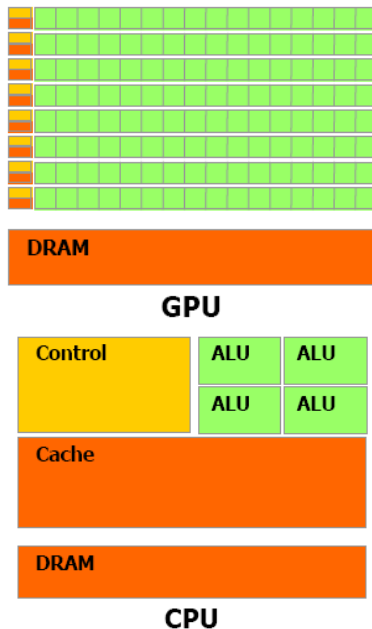 DRAM
GPU
Control
ALU ALU
ALU ALU
Cache
DRAM
CPU